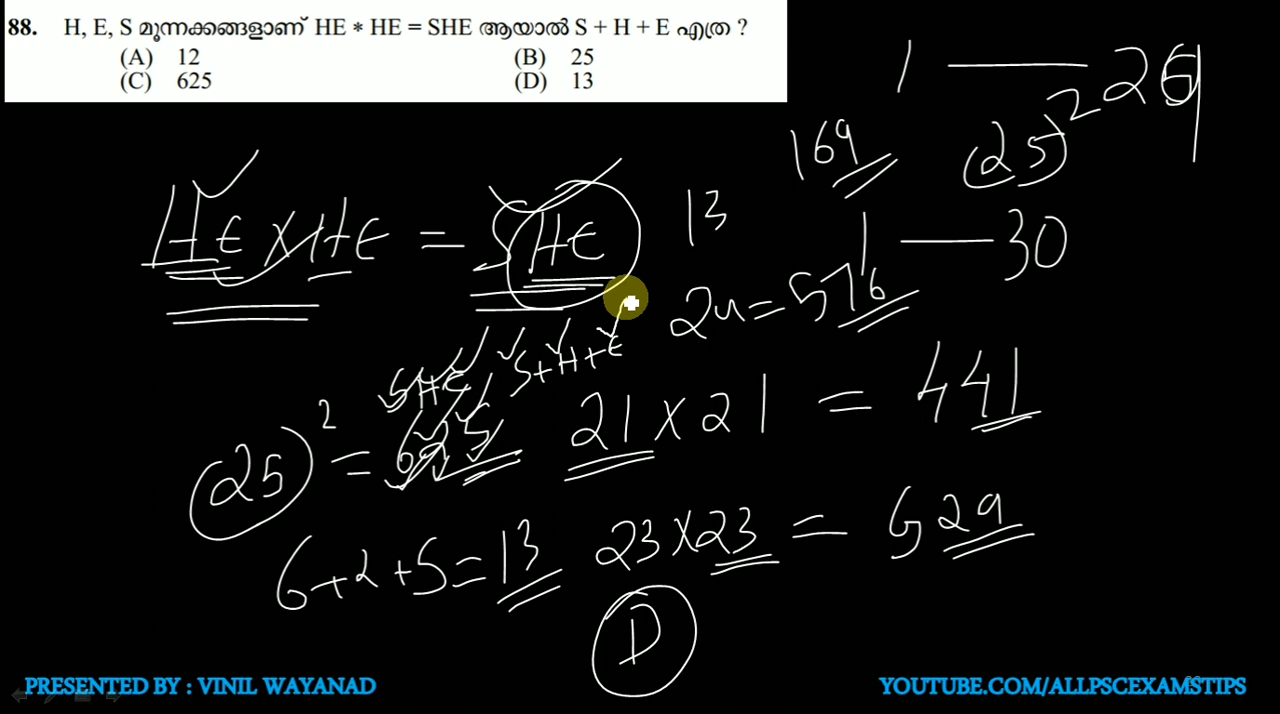 88. H, E, S മൂന്നക്കങ്ങളാണ് HE * HE = SHE ആയാൽ S + H + E എത്ര ?
(A) 12 (B) 25
(C) 625 (D) 13
1 — 26
169 (25)²
HE × HE = SHE 13 1 — 30
24 = 576
SHE S+H+E
(25)² = 625 21 × 21 = 441
6+2+5 = 13 23 × 23 = 529
D
PRESENTED BY : VINIL WAYANAD YOUTUBE.COM/ALLPSCEXAMSTIPS